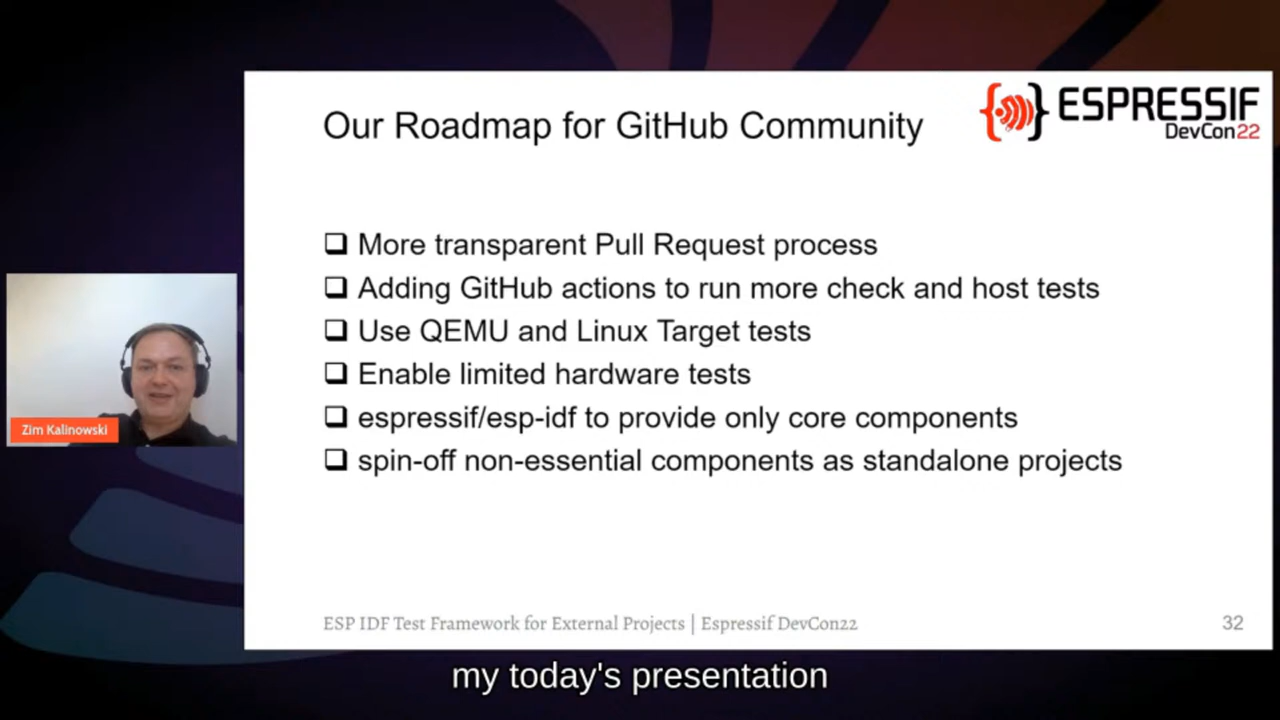 Our Roadmap for GitHub Community
ESPRESSIF
DevCon22
More transparent Pull Request process
Adding GitHub actions to run more check and host tests
Use QEMU and Linux Target tests
Enable limited hardware tests
espressif/esp-idf to provide only core components
spin-off non-essential components as standalone projects
Zim Kalinowski
ESP IDF Test Framework for External Projects | Espressif DevCon22
32
my today's presentation